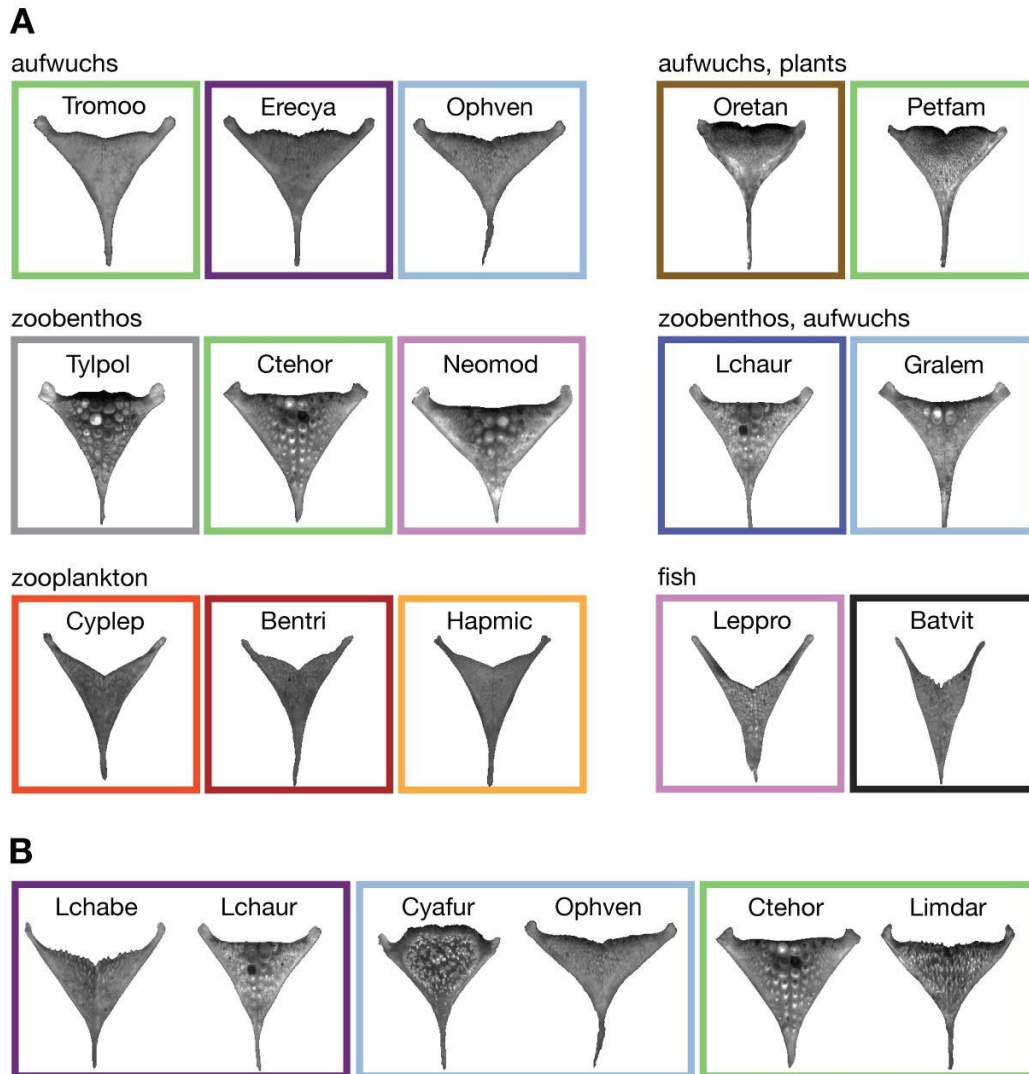 A
aufwuchs
aufwuchs, plants
Tromoo Erecya Ophven Oretan Petfam
zoobenthos
zoobenthos, aufwuchs
Tylpol Ctehor Neomod Lchaur Gralem
zooplankton
fish
Cyplep Bentri Hapmic Leppro Batvit
B
Lchabe Lchaur Cyafur Ophven Ctehor Limdar